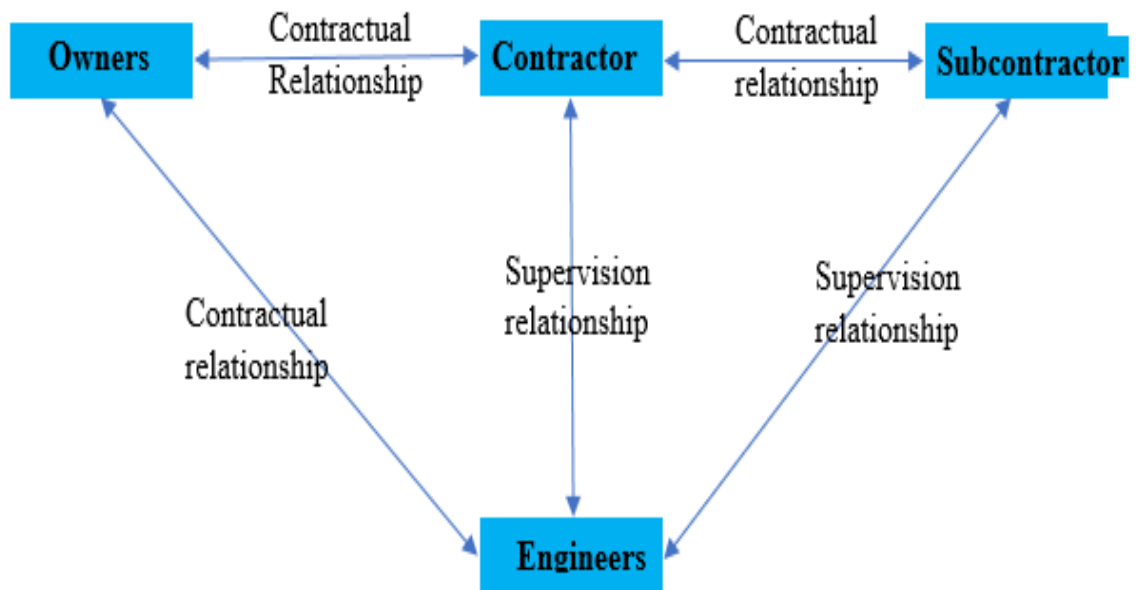 Owners
Contractual
Relationship
Contractor
Contractual
relationship
Subcontractor
Contractual
relationship
Supervision
relationship
Supervision
relationship
Engineers